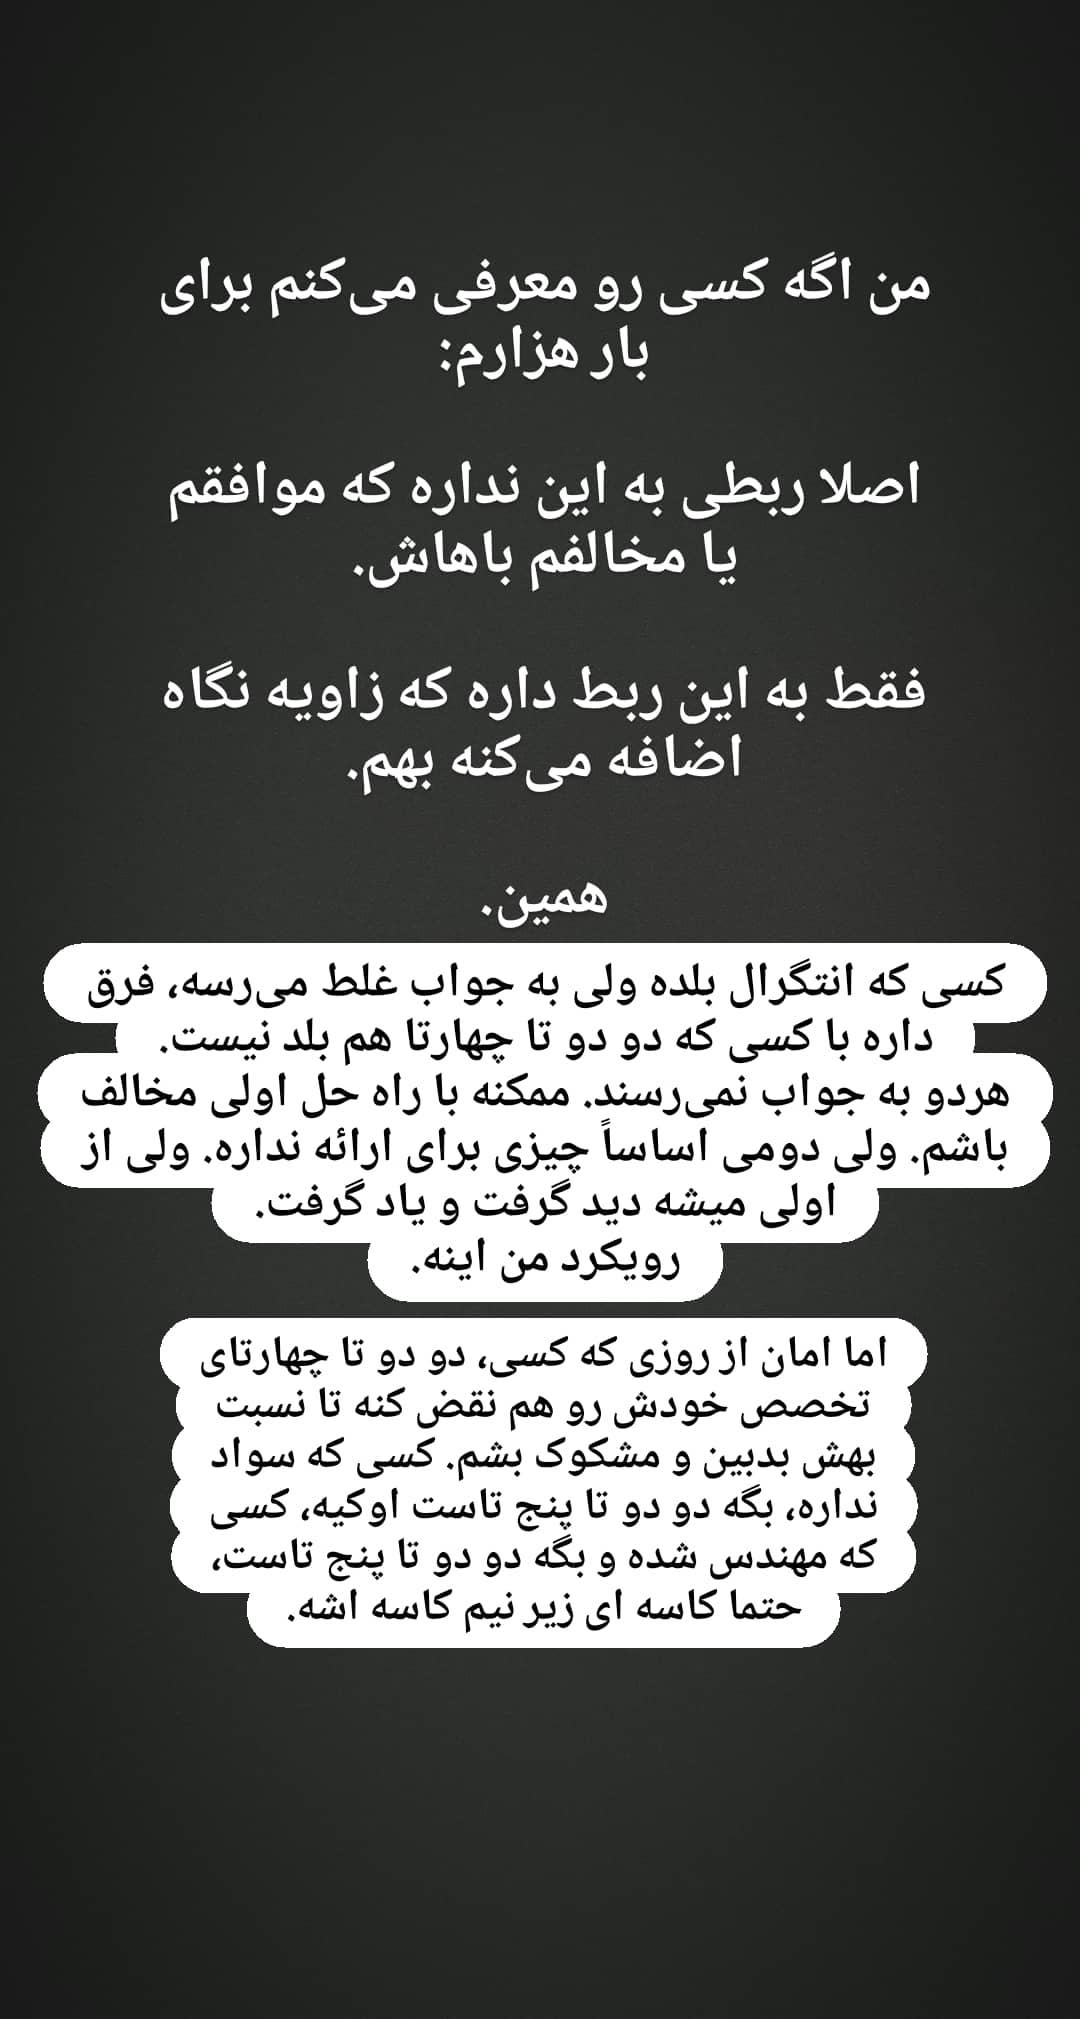 من اگه کسی رو معرفی می‌کنم برای
بار هزارم:
اصلا ربطی به این نداره که موافقم
یا مخالفم باهاش.
فقط به این ربط داره که زاویه نگاه
اضافه می‌کنه بهم.
همین.
کسی که انتگرال بلده ولی به جواب غلط می‌رسه، فرق
داره با کسی که دو دو تا چهارتا هم بلد نیست.
هردو به جواب نمی‌رسند. ممکنه با راه حل اولی مخالف
باشم. ولی دومی اساساً چیزی برای ارائه نداره. ولی از
اولی میشه دید گرفت و یاد گرفت.
رویکرد من اینه.
اما امان از روزی که کسی، دو دو تا چهارتای
تخصص خودش رو هم نقض کنه تا نسبت
بهش بدبین و مشکوک بشم. کسی که سواد
نداره، بگه دو دو تا پنج تاست اوکیه، کسی
که مهندس شده و بگه دو دو تا پنج تاست،
حتما کاسه ای زیر نیم کاسه اشه.